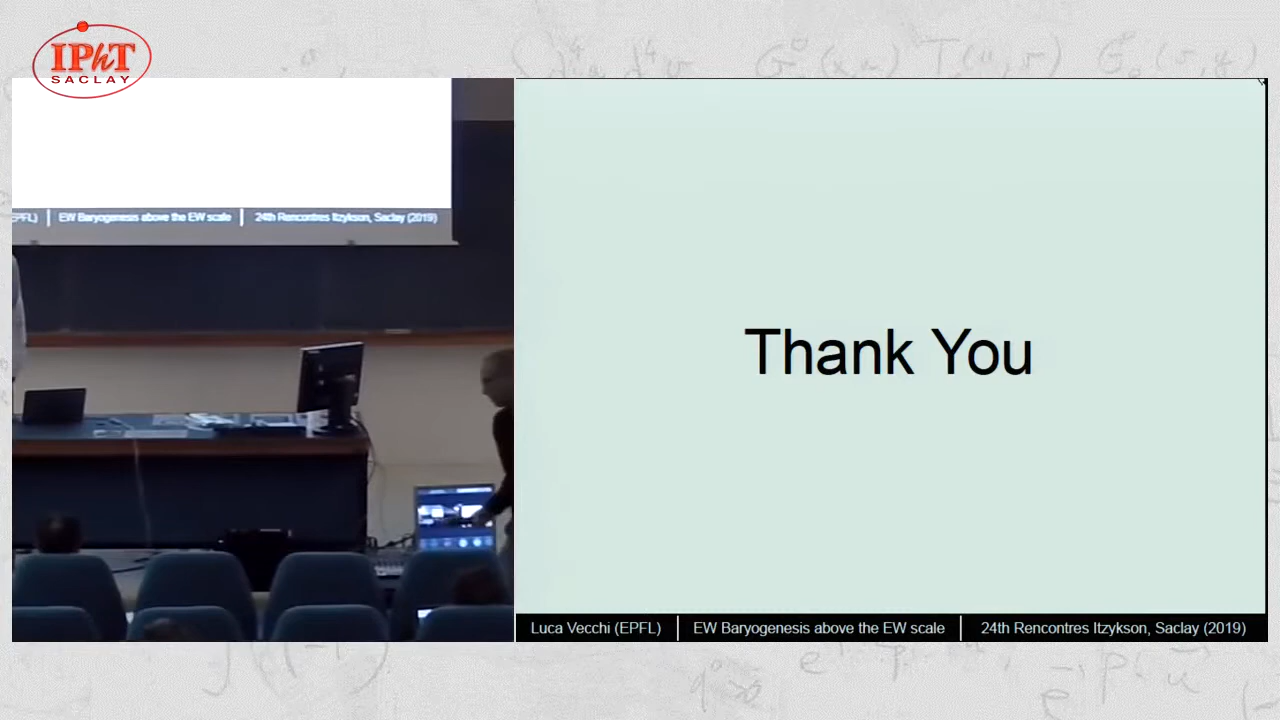 IPhT
SACLAY
EPFL) | EW Baryogenesis above the EW scale | 24th Rencontres Itzykson, Saclay (2019)
Thank You
Luca Vecchi (EPFL) | EW Baryogenesis above the EW scale | 24th Rencontres Itzykson, Saclay (2019)